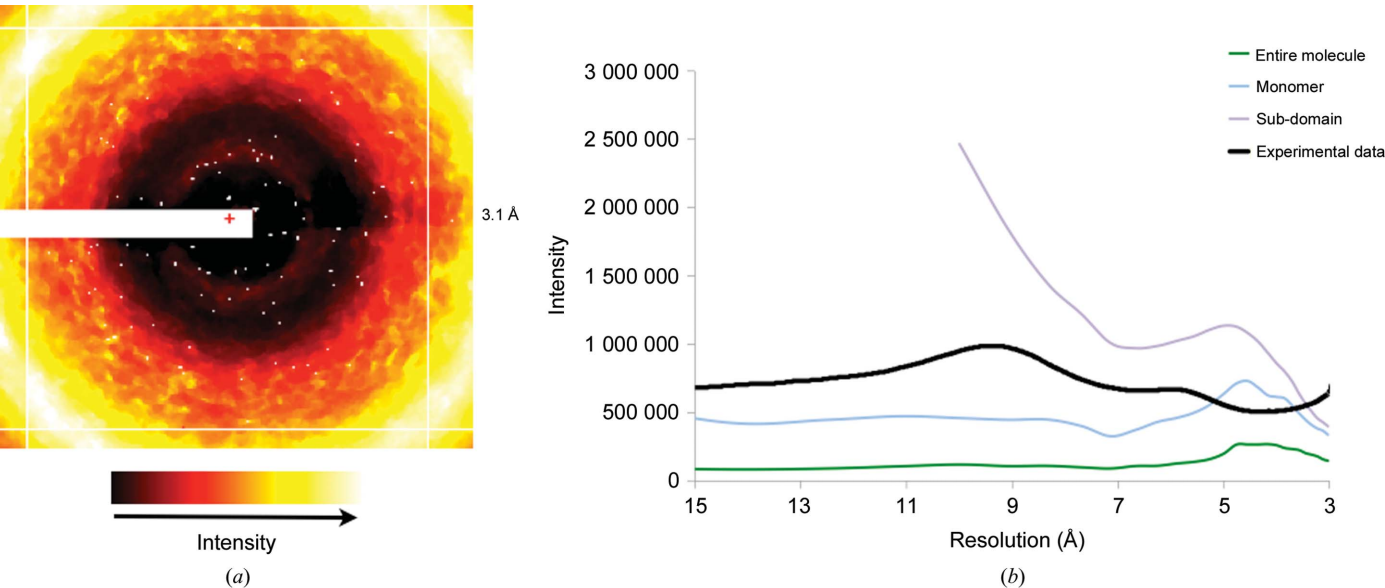 3.1 Å
Intensity
(a)
Entire molecule
Monomer
Sub-domain
Experimental data
3 000 000
2 500 000
2 000 000
1 500 000
1 000 000
500 000
0
Intensity
15 13 11 9 7 5 3
Resolution (Å)
(b)